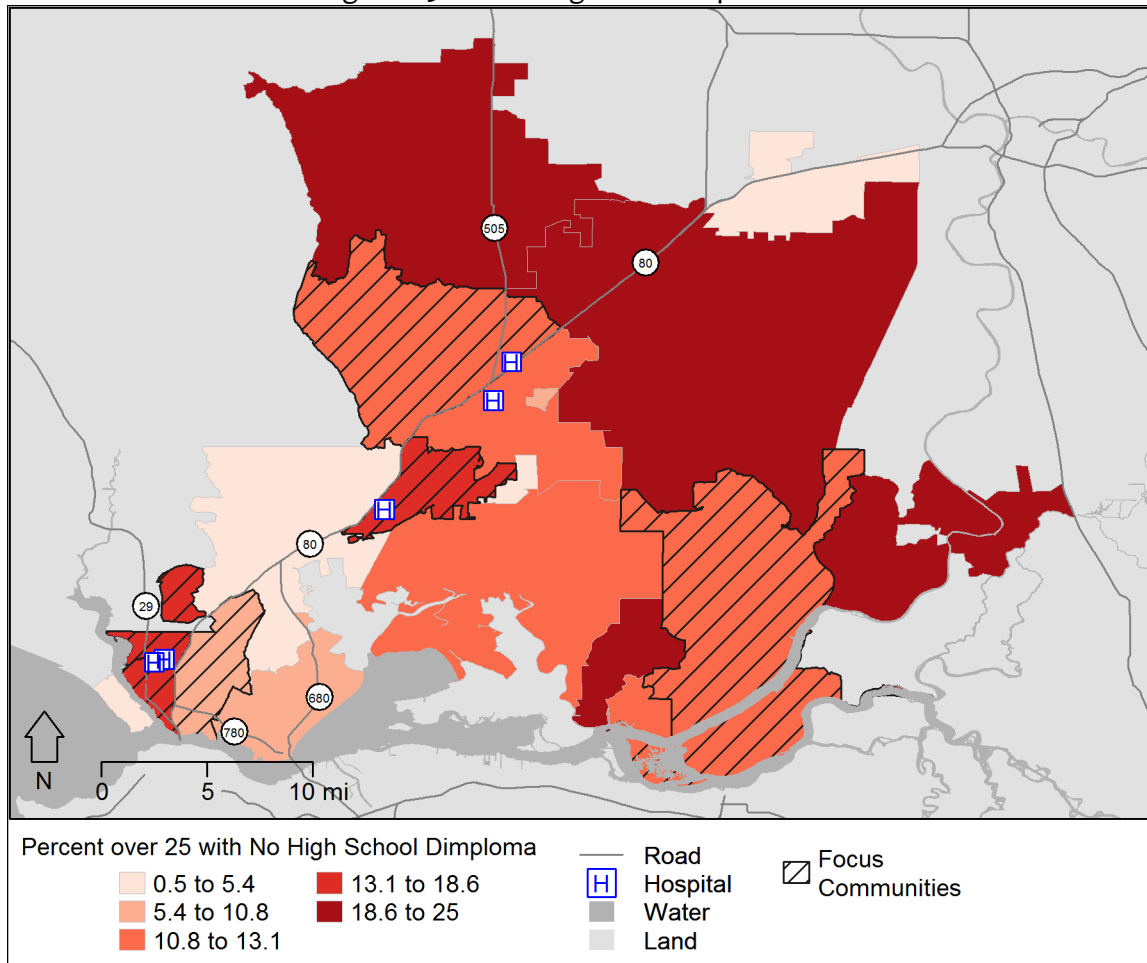 505
80
80
29
680
780
N
0 5 10 mi
Percent over 25 with No High School Dimploma
0.5 to 5.4
5.4 to 10.8
10.8 to 13.1
13.1 to 18.6
18.6 to 25
Road
H Hospital
Water
Land
Focus
Communities
H
H
H
H
H